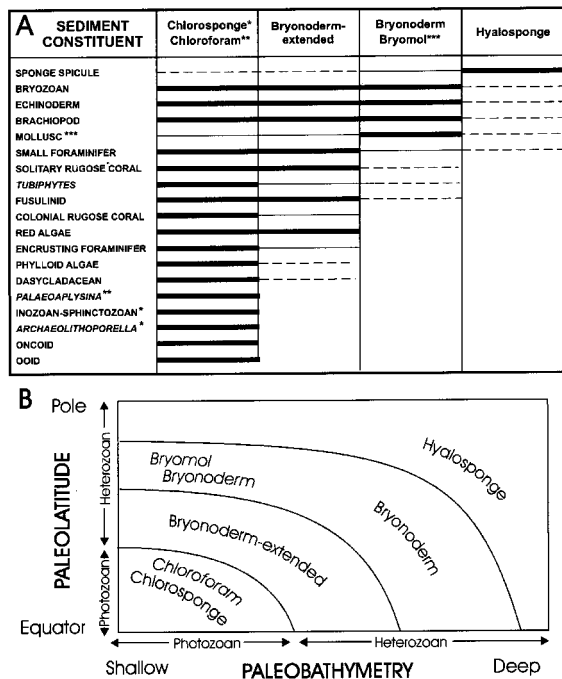 A
SEDIMENT CONSTITUENT
Chlorosponge* Chloroforam**
Bryonoderm-extended
Bryonoderm Bryomol***
Hyalosponge
SPONGE SPICULE
BRYOZOAN
ECHINODERM
BRACHIOPOD
MOLLUSC***
SMALL FORAMINIFER
SOLITARY RUGOSE CORAL
TUBIPHYTES
FUSULINID
COLONIAL RUGOSE CORAL
RED ALGAE
ENCRUSTING FORAMINIFER
PHYLLOID ALGAE
DASYCLADACEAN
PALAEOAPLYSINA**
INOZOAN-SPHINCTOZOAN*
ARCHAEOLITHOPORELLA*
ONCOID
OOID
B
Pole
Equator
PALEOLATITUDE
Heterozoan
Photozoan
Hyalosponge
Bryomol
Bryonoderm
Bryonoderm
Bryonoderm-extended
Chloroforam
Chlorosponge
Photozoan
Heterozoan
Shallow
PALEOBATHYMETRY
Deep